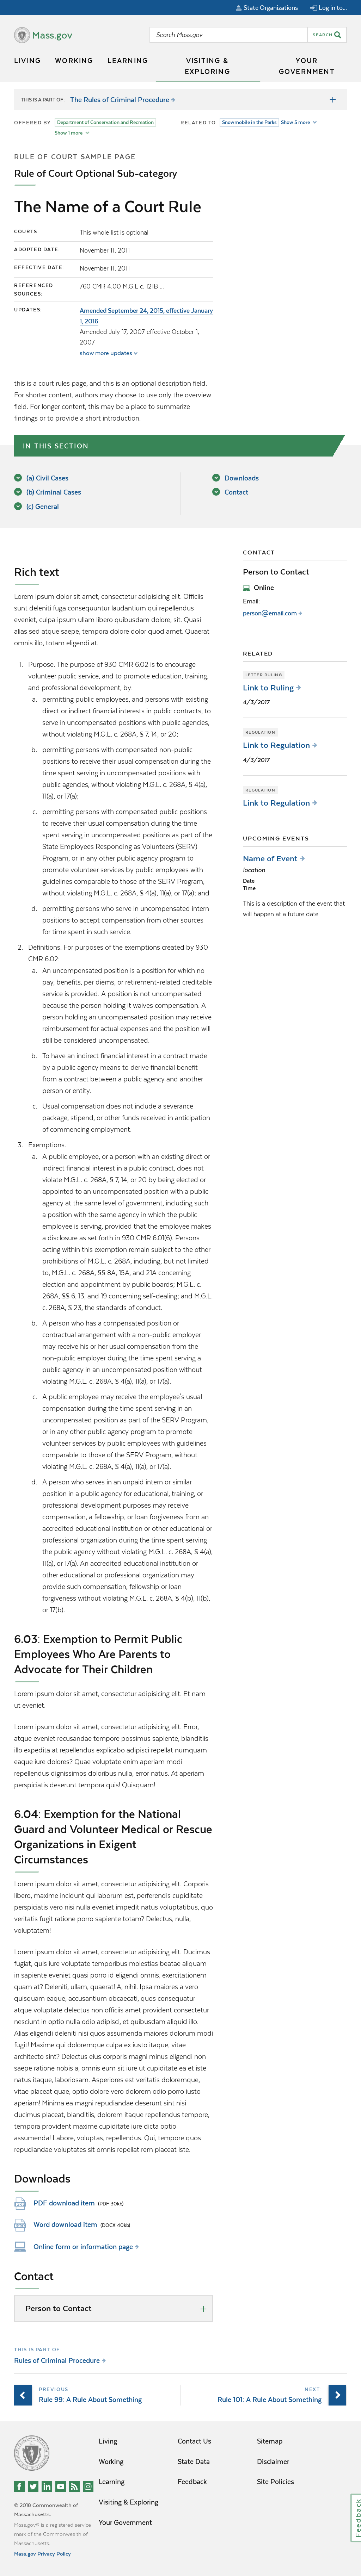 State Organizations
Log in to...
Mass.gov
Search Mass.gov
SEARCH
LIVING
WORKING
LEARNING
VISITING &
EXPLORING
YOUR
GOVERNMENT
THIS IS A PART OF:
The Rules of Criminal Procedure
OFFERED BY
Department of Conservation and Recreation
Show 1 more
RELATED TO
Snowmobile in the Parks
Show 5 more
RULE OF COURT SAMPLE PAGE
Rule of Court Optional Sub-category
The Name of a Court Rule
COURTS:
This whole list is optional
ADOPTED DATE:
November 11, 2011
EFFECTIVE DATE:
November 11, 2011
REFERENCED
SOURCES:
760 CMR 4.00 M.G.L c. 121B ...
UPDATES
Amended September 24, 2015, effective January
1, 2016
Amended July 17, 2007 effective October 1,
2007
show more updates
this is a court rules page, and this is an optional description field.
For shorter content, authors may choose to use only the overview
field. For longer content, this may be a place to summarize
findings or to provide a short introduction.
IN THIS SECTION
(a) Civil Cases
(b) Criminal Cases
(c) General
Downloads
Contact
Rich text
Lorem ipsum dolor sit amet, consectetur adipisicing elit. Officiis
sunt deleniti fuga consequuntur laudantium qui repellendus
eveniet, culpa ipsum ullam libero quibusdam dolor, sit. Quasi
alias sed atque saepe, tempora dolore dolor quod amet. Quaerat
omnis illo, totam eligendi at.
1. Purpose. The purpose of 930 CMR 6.02 is to encourage
volunteer public service, and to promote education, training,
and professional development, by:
a. permitting public employees, and persons with existing
direct or indirect financial interests in public contracts, to
serve in uncompensated positions with public agencies,
without violating M.G.L. c. 268A, § 7, 14, or 20;
b. permitting persons with compensated non-public
positions to receive their usual compensation during the
time spent serving in uncompensated positions with
public agencies, without violating M.G.L. c. 268A, § 4(a),
11(a), or 17(a);
c. permitting persons with compensated public positions
to receive their usual compensation during the time
spent serving in uncompensated positions as part of the
State Employees Responding as Volunteers (SERV)
Program, or in any other public agency program to
encourage volunteer services by public employees with
guidelines comparable to those of the SERV Program,
without violating M.G.L. c. 268A, § 4(a), 11(a), or 17(a); and
d. permitting persons who serve in uncompensated intern
positions to accept compensation from other sources
for time spent in such service.
2. Definitions. For purposes of the exemptions created by 930
CMR 6.02:
a. An uncompensated position is a position for which no
pay, benefits, per diems, or retirement-related creditable
service is provided. A position is not uncompensated
because the person holding it waives compensation. A
person in an uncompensated position may receive
reimbursement for actual expenses and the position will
still be considered uncompensated.
b. To have an indirect financial interest in a contract made
by a public agency means to derive financial benefit
from a contract between a public agency and another
person or entity.
c. Usual compensation does not include a severance
package, stipend, or other funds received in anticipation
of commencing employment.
3. Exemptions.
a. A public employee, or a person with an existing direct or
indirect financial interest in a public contract, does not
violate M.G.L. c. 268A, § 7, 14, or 20 by being elected or
appointed to an uncompensated position at a public
agency at the same level of government, including such
a position at an agency by which that person is already
employed or is serving, provided that the employee makes
a disclosure as set forth in 930 CMR 6.01(6). Persons
acting within this exemption remain subject to the other
prohibitions of M.G.L. c. 268A, including, but not limited
to, M.G.L. c. 268A, §§ 8A, 15A, and 21A concerning
election and appointment by public boards; M.G.L. c.
268A, §§ 6, 13, and 19 concerning self-dealing; and M.G.L.
c. 268A, § 23, the standards of conduct.
b. A person who has a compensated position or
contractual arrangement with a non-public employer
may receive his or her usual compensation from the
non-public employer during the time spent serving a
public agency in an uncompensated position without
violating M.G.L. c. 268A, § 4(a), 11(a), or 17(a).
c. A public employee may receive the employee's usual
compensation during the time spent serving in an
uncompensated position as part of the SERV Program,
or in any other public agency program to promote
volunteer services by public employees with guidelines
comparable to those of the SERV Program, without
violating M.G.L. c. 268A, § 4(a), 11(a), or 17(a).
d. A person who serves in an unpaid intern or similar
position in a public agency for educational, training, or
professional development purposes may receive
compensation, a fellowship, or loan forgiveness from an
accredited educational institution or other educational
or professional organization during the time spent serving
the public agency without violating M.G.L. c. 268A, § 4(a),
11(a), or 17(a). An accredited educational institution or
other educational or professional organization may
provide such compensation, fellowship or loan
forgiveness without violating M.G.L. c. 268A, § 4(b), 11(b),
or 17(b).
6.03: Exemption to Permit Public
Employees Who Are Parents to
Advocate for Their Children
Lorem ipsum dolor sit amet, consectetur adipisicing elit. Et nam
ut eveniet.
Lorem ipsum dolor sit amet, consectetur adipisicing elit. Error,
atque eveniet recusandae tempore possimus sapiente, blanditiis
illo expedita at repellendus explicabo adipisci repellat numquam
eaque iure odio? Quae voluptate enim aperiam modi
repellendus dignissimos doloribus nulla, error natus. At aperiam
perspiciatis deserunt tempora quis! Quisquam!
6.04: Exemption for the National
Guard and Volunteer Medical or Rescue
Organizations in Exigent
Circumstances
Lorem ipsum dolor sit amet, consectetur adipisicing elit. Corporis
libero, maxime incidunt quo laborum est, perferendis cupiditate
perspiciatis vero non nulla quisquam sapiente voluptatibus, quo
veritatis fugit cumque porro sapiente totam? Delectus, nulla,
voluptatem!
Lorem ipsum dolor sit amet, consectetur adipisicing elit. Ducimus
fugiat, quis iure voluptate temporibus molestias beatae aliquam
ab sint eveniet quasi porro id eligendi omnis, exercitationem
quam at? Deleniti, ullam, quaerat! A, nihil. Ipsa maiores a vero
quisquam eaque, accusantium obcaecati, quos consequatur
atque voluptate delectus non officiis amet provident consectetur
nesciunt in optio nulla odio adipisci, et quibusdam aliquid illo.
Alias eligendi deleniti nisi quos mollitia voluptatum maiores modi
sunt qui! Maiores doloremque culpa ex iusto itaque, vitae
architecto? Delectus eius corporis magni minus eligendi non
saepe ratione nobis a, rem eum sit iure ut cupiditate ea et iste
natus itaque, laboriosam. Asperiores est veritatis doloremque,
vitae placeat quae, optio dolore vero dolorem odio porro iusto
aperiam! Minima ea magni repudiandae deserunt sint nisi
ducimus placeat, blanditiis, dolorem itaque repellendus tempore,
tempora provident maxime cupiditate iure dicta optio in
assumenda! Labore, voluptas, repellendus. Qui, totam rerum quis
repudiandae voluptates sit omnis repellat rem placeat iste.
Downloads
PDF download item (PDF 30kb)
Word download item (DOCX 40kb)
Online form or information page
Contact
Person to Contact
CONTACT
Person to Contact
Online
Email:
person@email.com
RELATED
LETTER RULING
Link to Ruling
4/3/2017
REGULATION
Link to Regulation
4/3/2017
REGULATION
Link to Regulation
UPCOMING EVENTS
Name of Event
location
Date
Time
This is a description of the event that
will happen at a future date
THIS IS PART OF:
Rules of Criminal Procedure
PREVIOUS
Rule 99: A Rule About Something
NEXT
Rule 101: A Rule About Something
Living
Working
Learning
Visiting & Exploring
Your Government
Contact Us
State Data
Feedback
Sitemap
Disclaimer
Site Policies
© 2018 Commonwealth of
Massachusetts.
Mass.gov® is a registered service
mark of the Commonwealth of
Massachusetts.
Mass.gov Privacy Policy
Feedback